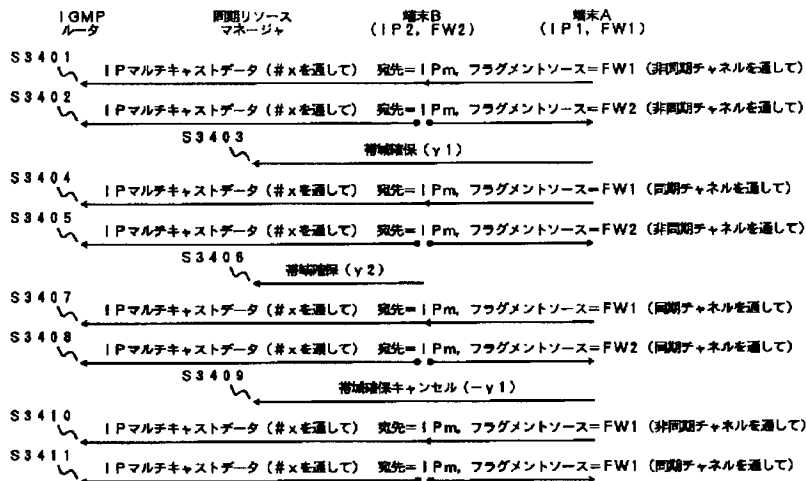 IGMP ルータ 同期リソース マネージャ 端末B (IP2, FW2) 端末A (IP1, FW1)
S3401 IPマルチキャストデータ (#xを通して) 宛先=IPm, フラグメントソース=FW1 (非同期チャネルを通して)
S3402 IPマルチキャストデータ (#xを通して) 宛先=IPm, フラグメントソース=FW2 (非同期チャネルを通して)
S3403 帯域確保 (y1)
S3404 IPマルチキャストデータ (#xを通して) 宛先=IPm, フラグメントソース=FW1 (同期チャネルを通して)
S3405 IPマルチキャストデータ (#xを通して) 宛先=IPm, フラグメントソース=FW2 (非同期チャネルを通して)
S3406 帯域確保 (y2)
S3407 IPマルチキャストデータ (#xを通して) 宛先=IPm, フラグメントソース=FW1 (同期チャネルを通して)
S3408 IPマルチキャストデータ (#xを通して) 宛先=IPm, フラグメントソース=FW2 (同期チャネルを通して)
S3409 帯域確保キャンセル (-y1)
S3410 IPマルチキャストデータ (#xを通して) 宛先=IPm, フラグメントソース=FW1 (非同期チャネルを通して)
S3411 IPマルチキャストデータ (#xを通して) 宛先=IPm, フラグメントソース=FW1 (同期チャネルを通して)